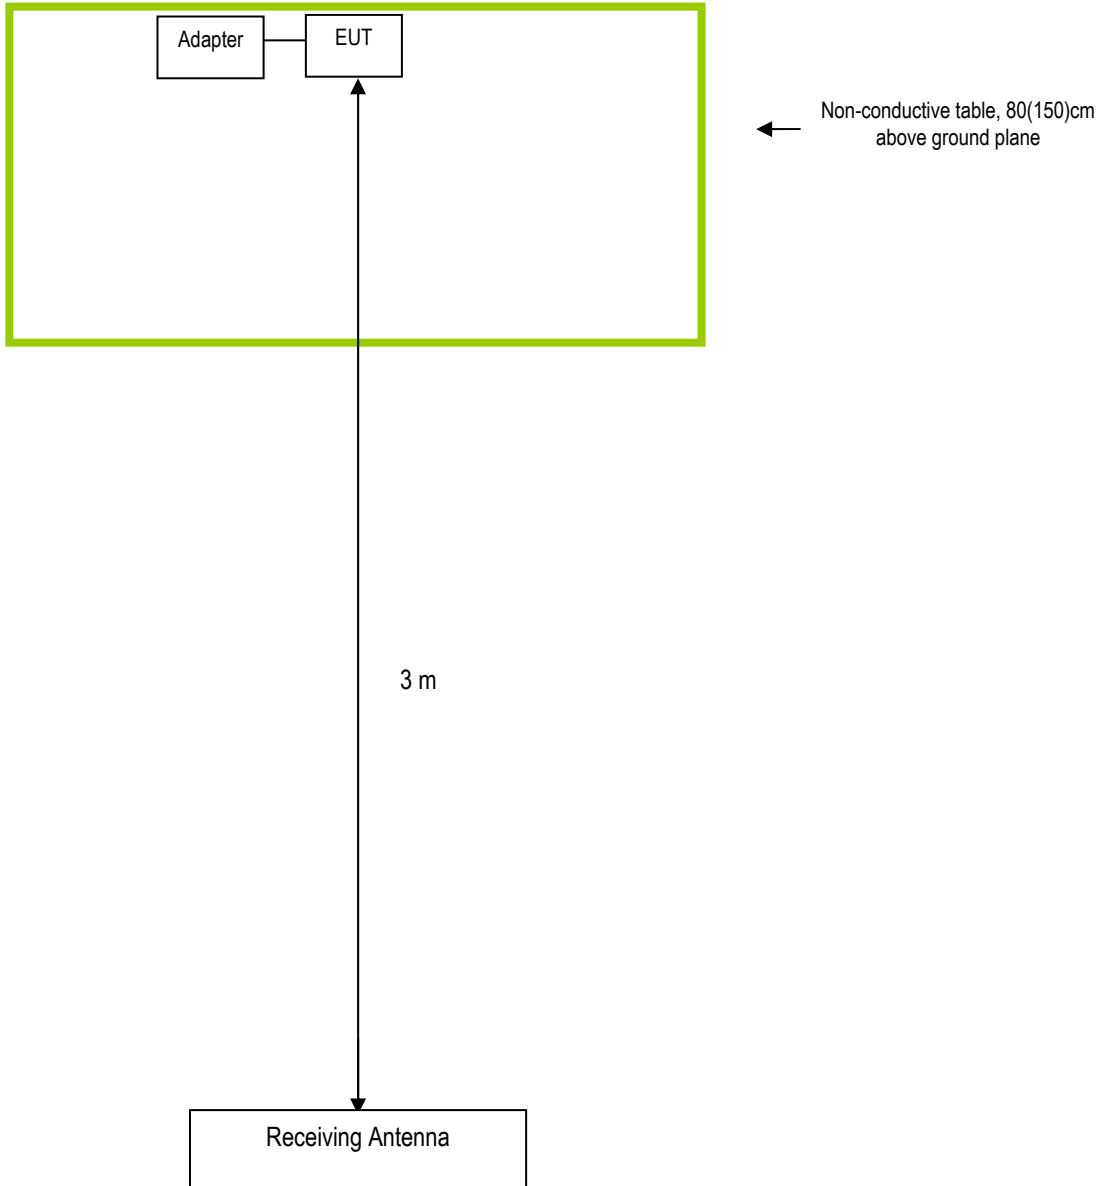 Adapter
EUT
Non-conductive table, 80(150)cm
above ground plane
3 m
Receiving Antenna